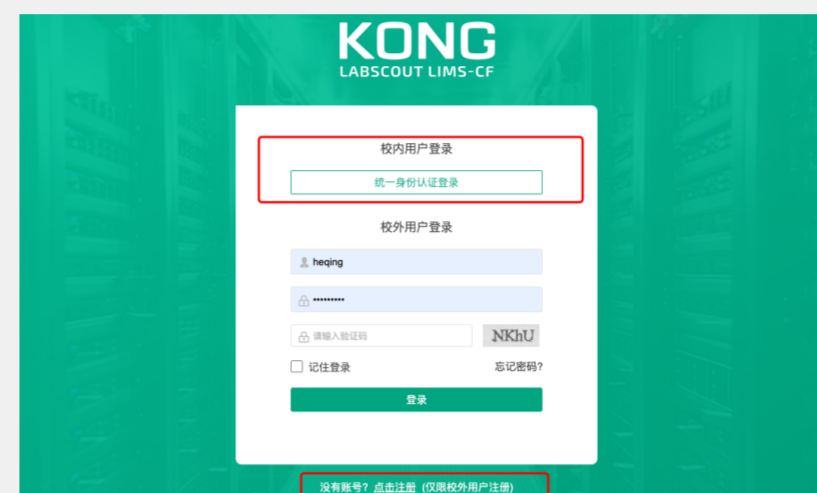 KONG
LABSCOUT LIMS-CF
校内用户登录
统一身份认证登录
校外用户登录
heqing
•••••••••
请输入验证码
NKhU
记住登录 忘记密码?
登录
没有账号？点击注册 (仅限校外用户注册)